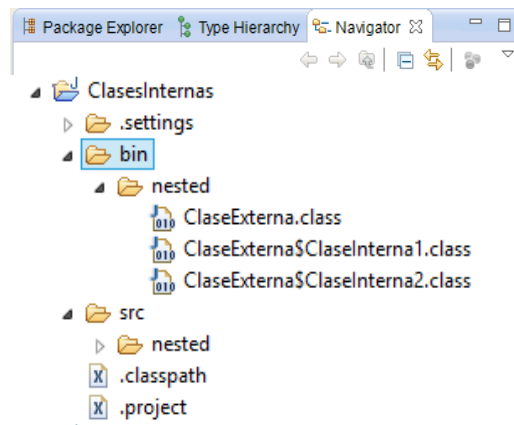 Package Explorer Type Hierarchy Navigator
ClasesInternas
.settings
bin
nested
ClaseExterna.class
ClaseExterna$ClaseInterna1.class
ClaseExterna$ClaseInterna2.class
src
nested
.classpath
.project